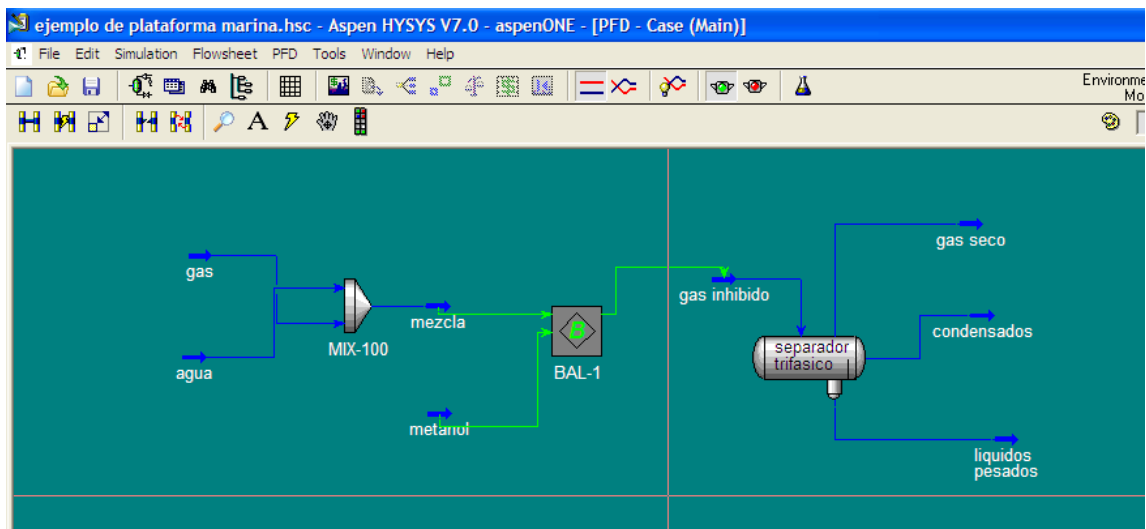 ejemplo de plataforma marina.hsc - Aspen HYSYS V7.0 - aspenONE - [PFD - Case (Main)]
File Edit Simulation Flowsheet PFD Tools Window Help
Environme
Mo
A
gas
agua
MIX-100
mezcla
metanol
B
BAL-1
gas inhibido
separador
trifasico
gas seco
condensados
liquidos
pesados